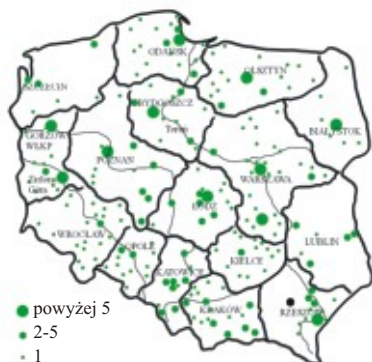 GDAŃSK
OLSZTYN
SZCZECIN
BYDGOSZCZ
BIAŁYSTOK
GORZÓW
WLKP
Toruń
POZNAŃ
WARSZAWA
Zielona
Góra
ŁÓDŹ
WROCŁAW
LUBLIN
OPOLE
KIELCE
KATOWICE
KRAKÓW
RZESZÓW
powyżej 5
2-5
1